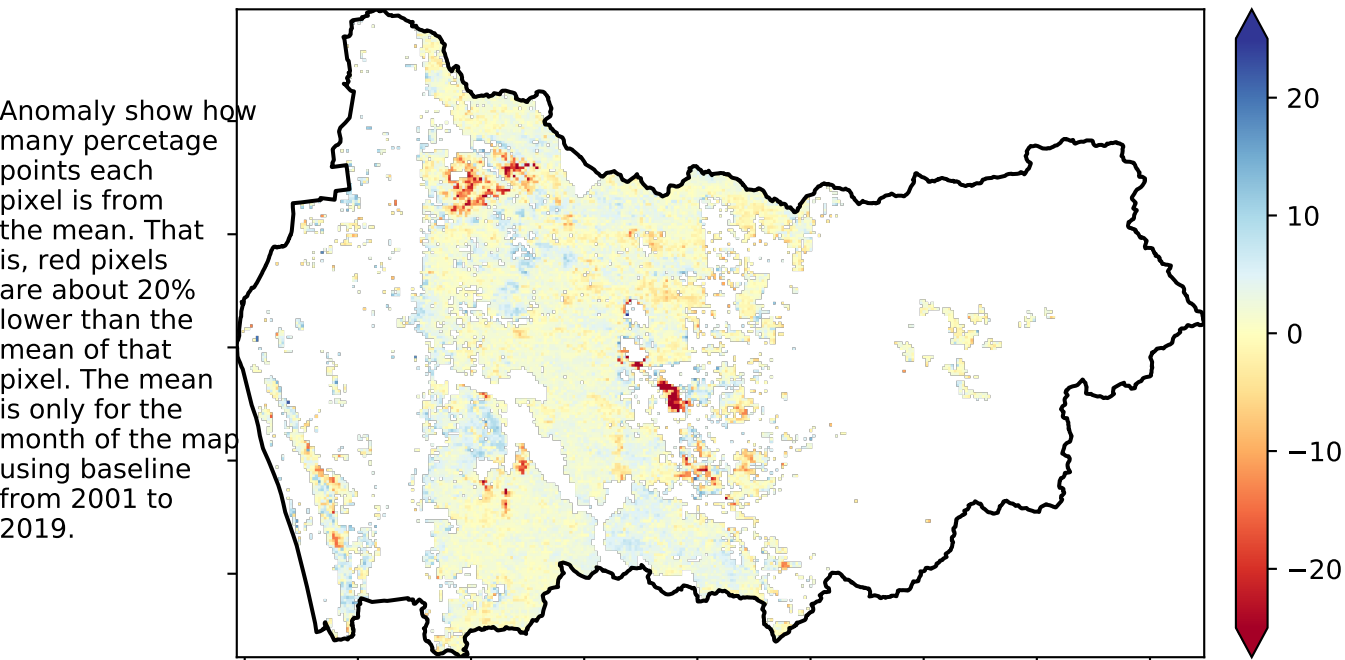 Anomaly show how
many percetage
points each
pixel is from
the mean. That
is, red pixels
are about 20%
lower than the
mean of that
pixel. The mean
is only for the
month of the map
using baseline
from 2001 to
2019.
20
10
0
−10
−20